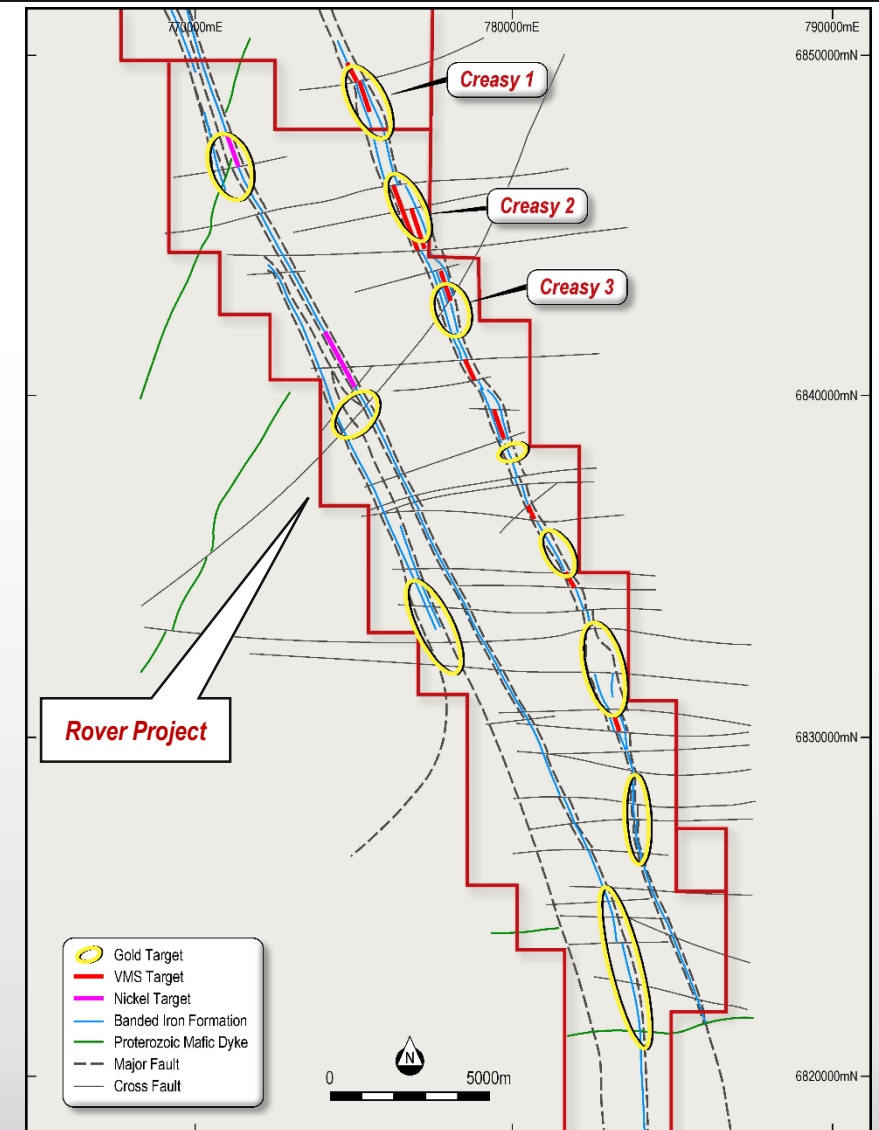 770000mE
780000mE
790000mE
6850000mN
Creasy 1
Creasy 2
Creasy 3
6840000mN
Rover Project
6830000mN
Gold Target
VMS Target
Nickel Target
Banded Iron Formation
Proterozoic Mafic Dyke
Major Fault
Cross Fault
N
0 5000m
6820000mN